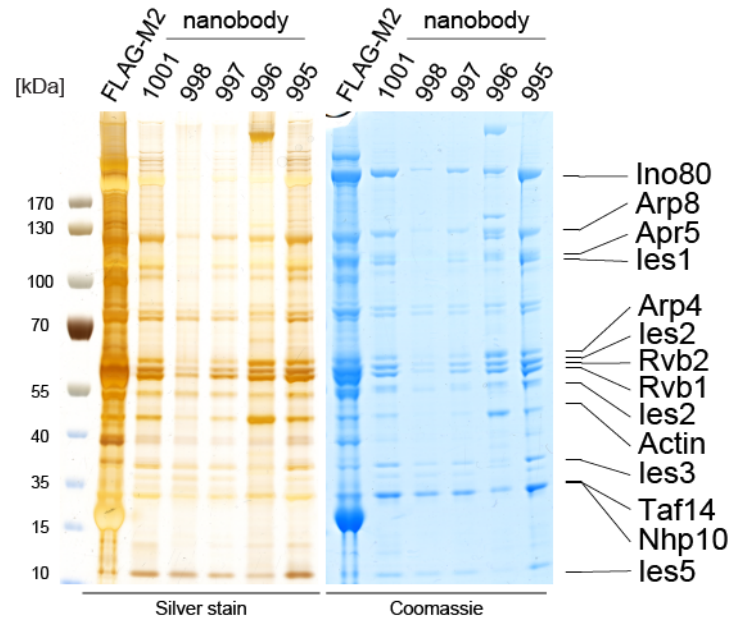 nanobody nanobody
FLAG-M2 1001 998 997 996 995 FLAG-M2 1001 998 997 996 995
[kDa]
170
130
100
70
55
40
35
15
10
Ino80
Arp8
Apr5
Ies1
Arp4
Ies2
Rvb2
Rvb1
Ies2
Actin
Ies3
Taf14
Nhp10
Ies5
Silver stain Coomassie